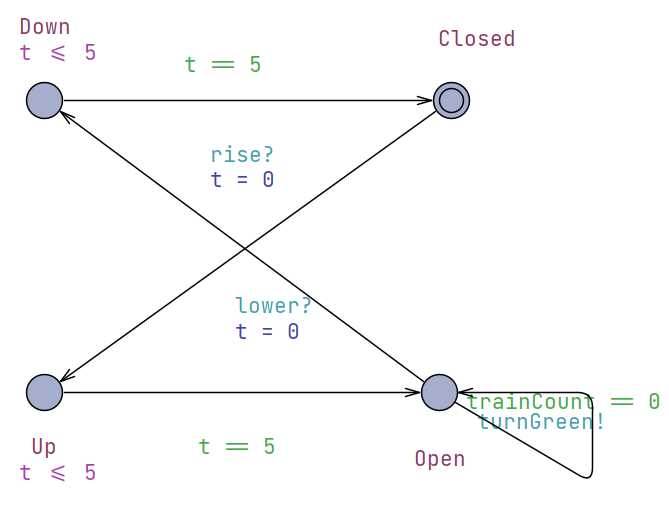 Down
t <= 5
Closed
t == 5
rise?
t = 0
lower?
t = 0
trainCount == 0
turnGreen!
Up
t <= 5
t == 5
Open